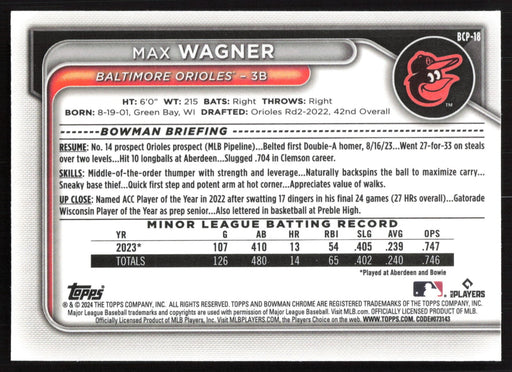 BCP-18
MAX WAGNER
BALTIMORE ORIOLES® – 3B
TM
HT: 6'0" WT: 215 BATS: Right THROWS: Right
BORN: 8-19-01, Green Bay, WI DRAFTED: Orioles Rd2-2022, 42nd Overall
BOWMAN BRIEFING
RESUME: No. 14 prospect Orioles prospect (MLB Pipeline)...Belted first Double-A homer, 8/16/23...Went 27-for-33 on steals
over two levels...Hit 10 longballs at Aberdeen...Slugged .704 in Clemson career.
SKILLS: Middle-of-the-order thumper with strength and leverage...Naturally backspins the ball to maximize carry...
Sneaky base thief...Quick first step and potent arm at hot corner...Appreciates value of walks.
UP CLOSE: Named ACC Player of the Year in 2022 after swatting 17 dingers in his final 24 games (27 HRs overall)...Gatorade
Wisconsin Player of the Year as prep senior...Also lettered in basketball at Preble High.
MINOR LEAGUE BATTING RECORD
YR G AB HR RBI SLG AVG OPS
2023* 107 410 13 54 .405 .239 .747
TOTALS 126 480 14 65 .402 .240 .746
*Played at Aberdeen and Bowie
Topps
MLB PLAYERS
® & © 2024 THE TOPPS COMPANY, INC. ALL RIGHTS RESERVED. TOPPS AND BOWMAN CHROME ARE REGISTERED TRADEMARKS OF THE TOPPS COMPANY, INC.
Major League Baseball trademarks and copyrights are used with permission of Major League Baseball. Visit MLB.com. OFFICIALLY LICENSED PRODUCT OF MLB.
Officially Licensed Product of MLB Players, Inc. Visit MLBPLAYERS.com, the Players Choice on the web. WWW.TOPPS.COM. CODE#073143